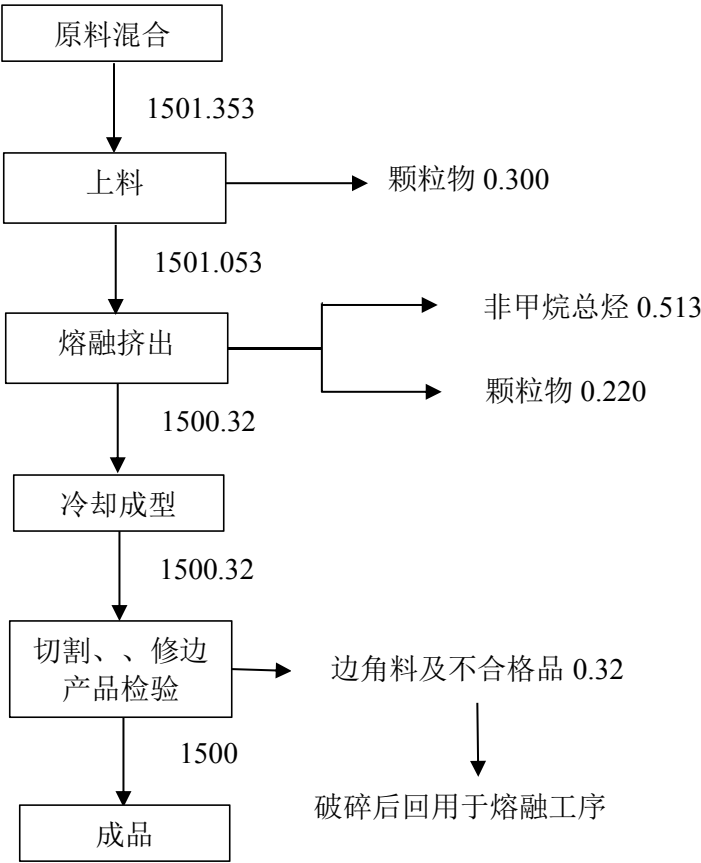 原料混合
1501.353
上料
颗粒物 0.300
1501.053
熔融挤出
非甲烷总烃 0.513
颗粒物 0.220
1500.32
冷却成型
1500.32
切割、、修边
产品检验
边角料及不合格品 0.32
1500
破碎后回用于熔融工序
成品